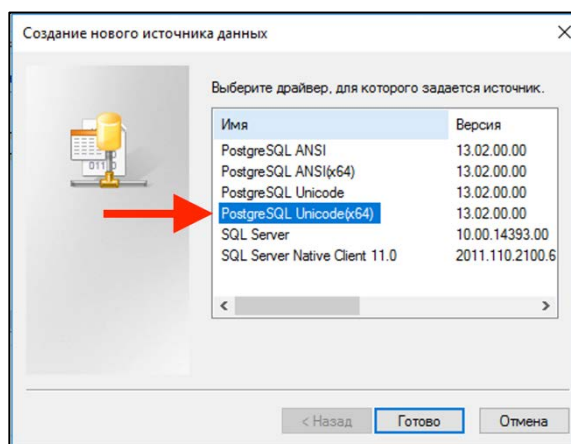 Создание нового источника данных
Выберите драйвер, для которого задается источник.
Имя Версия
PostgreSQL ANSI 13.02.00.00
PostgreSQL ANSI(x64) 13.02.00.00
PostgreSQL Unicode 13.02.00.00
PostgreSQL Unicode(x64) 13.02.00.00
SQL Server 10.00.14393.00
SQL Server Native Client 11.0 2011.110.2100.6
< Назад Готово Отмена